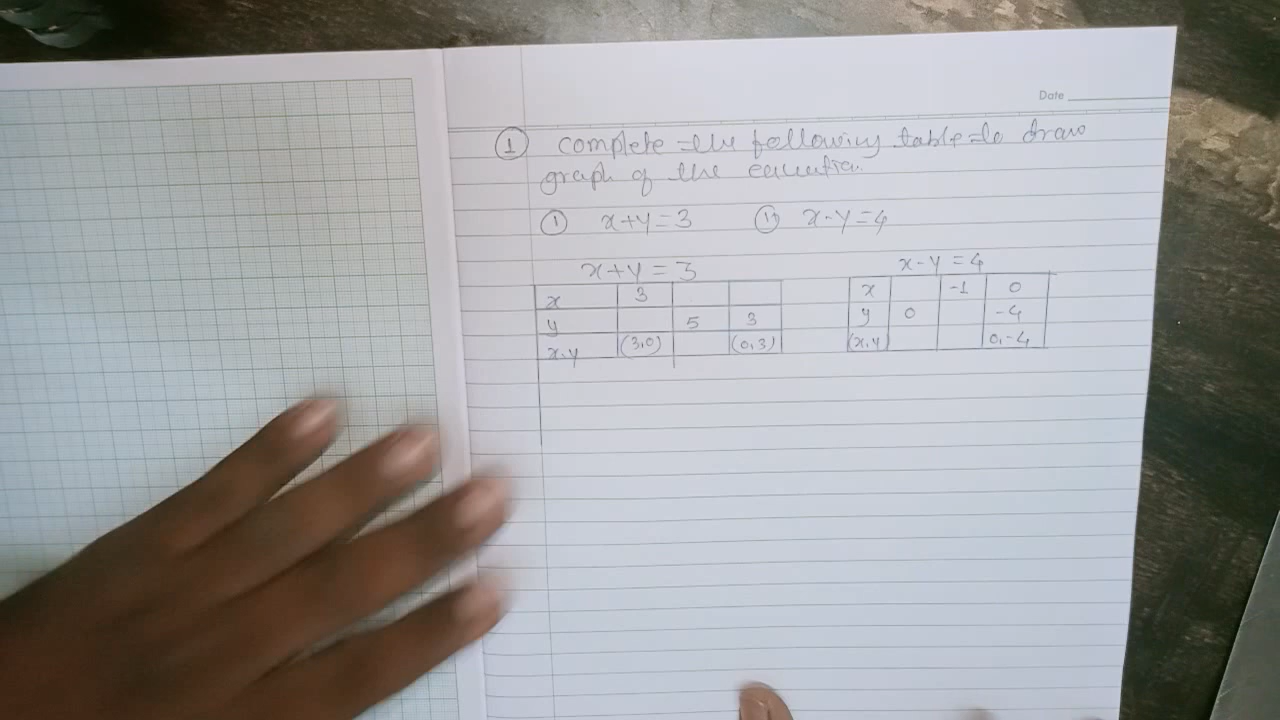 Date
① complete the following table to draw
graph of the equation.
① x+y=3 ⑪ x-y=4
x+y=3 x-y=4
x 3
y 5 3
x,y (3,0) (0,3)
x -1 0
y 0 -4
(x,y) 0,-4